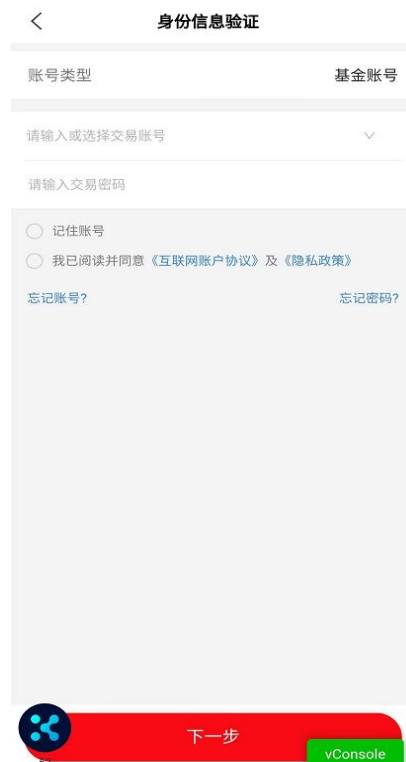 身份信息验证
账号类型 基金账号
请输入或选择交易账号
请输入交易密码
记住账号
我已阅读并同意《互联网账户协议》及《隐私政策》
忘记账号? 忘记密码?
下一步
vConsole